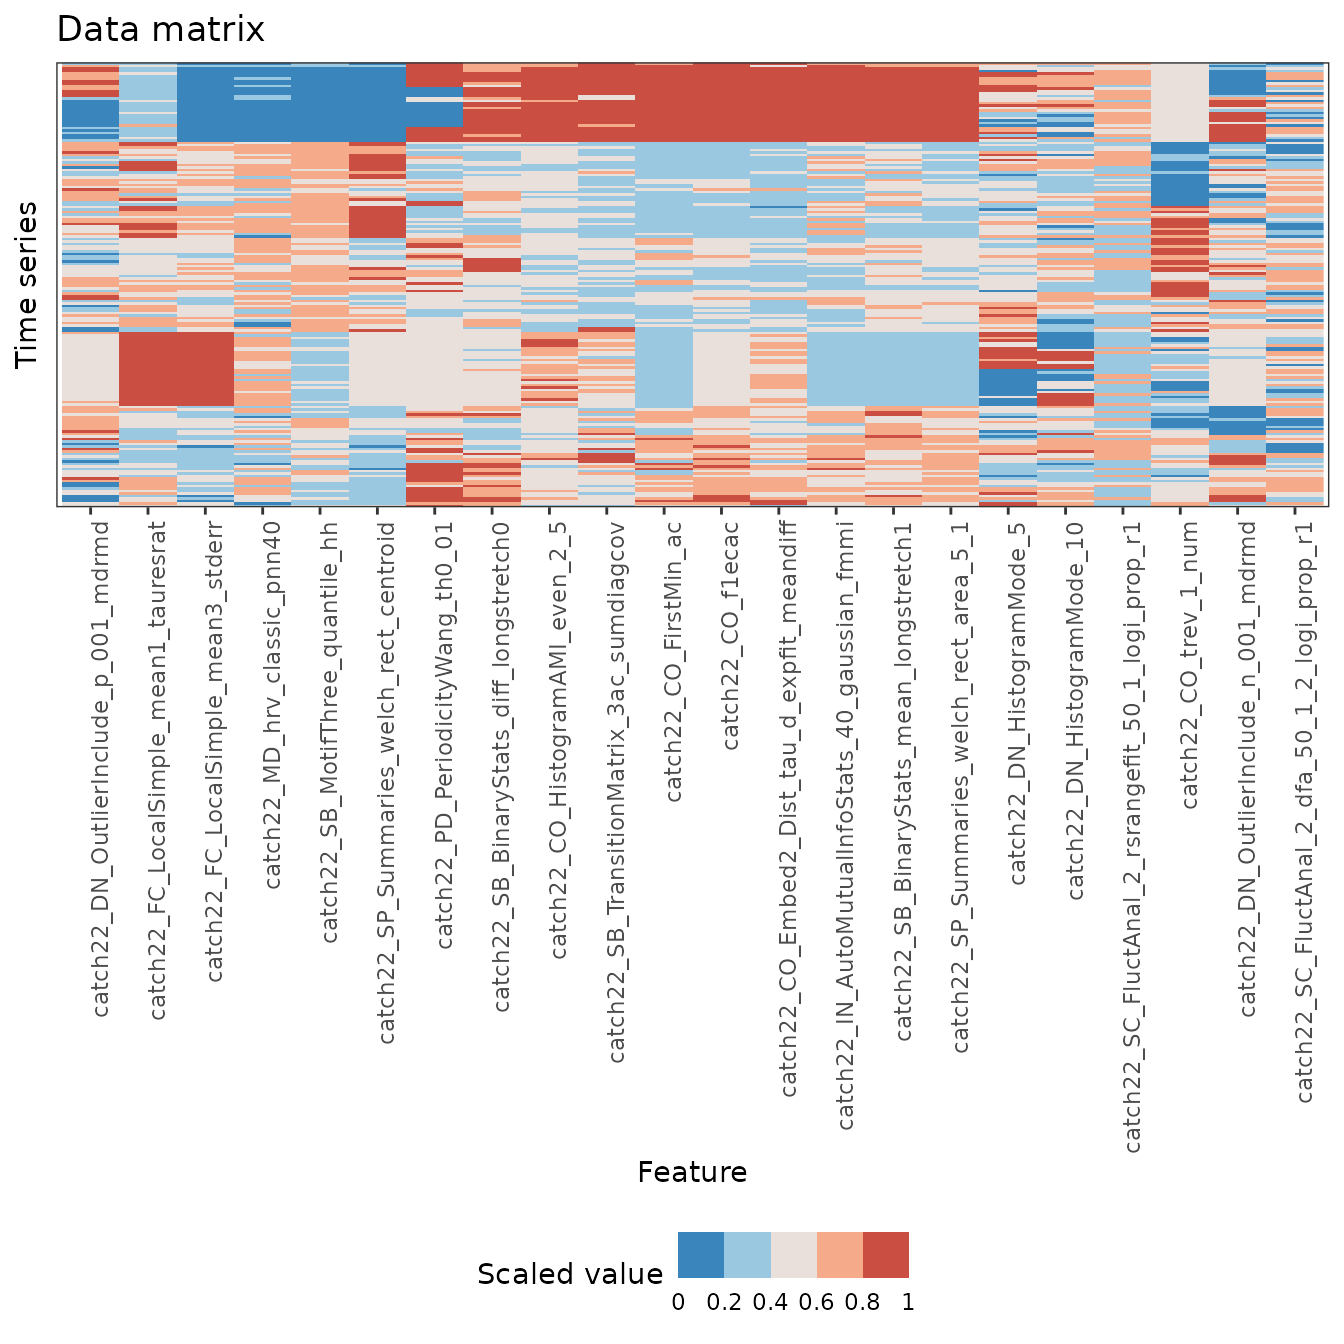 Data matrix
Time series
catch22_DN_OutlierInclude_p_001_mdrmd
catch22_FC_LocalSimple_mean1_tauresrat
catch22_FC_LocalSimple_mean3_stderr
catch22_MD_hrv_classic_pnn40
catch22_SB_MotifThree_quantile_hh
catch22_SP_Summaries_welch_rect_centroid
catch22_PD_PeriodicityWang_th0_01
catch22_SB_BinaryStats_diff_longstretch0
catch22_CO_HistogramAMI_even_2_5
catch22_SB_TransitionMatrix_3ac_sumdiagcov
catch22_CO_FirstMin_ac
catch22_CO_f1ecac
catch22_CO_Embed2_Dist_tau_d_expfit_meandiff
catch22_IN_AutoMutualInfoStats_40_gaussian_fmmi
catch22_SB_BinaryStats_mean_longstretch1
catch22_SP_Summaries_welch_rect_area_5_1
catch22_DN_HistogramMode_5
catch22_DN_HistogramMode_10
catch22_SC_FluctAnal_2_rsrangefit_50_1_logi_prop_r1
catch22_CO_trev_1_num
catch22_DN_OutlierInclude_n_001_mdrmd
catch22_SC_FluctAnal_2_dfa_50_1_2_logi_prop_r1
Feature
Scaled value
0 0.2 0.4 0.6 0.8 1